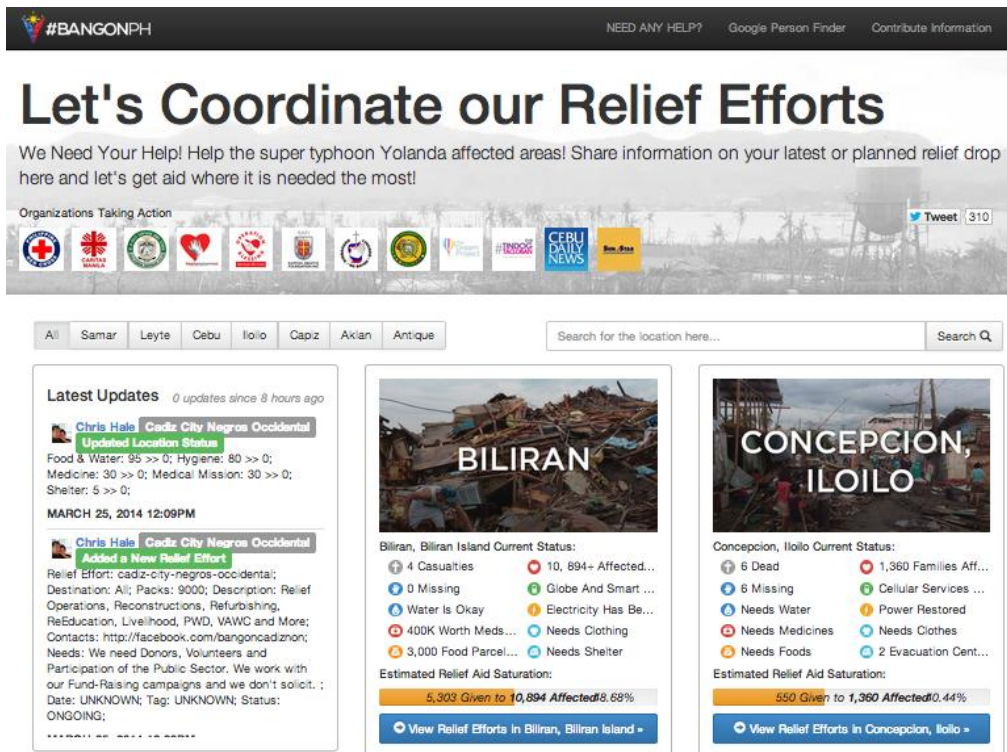 #BANGONPH
NEED ANY HELP? Google Person Finder Contribute Information
Let's Coordinate our Relief Efforts
We Need Your Help! Help the super typhoon Yolanda affected areas! Share information on your latest or planned relief drop
here and let's get aid where it is needed the most!
Organizations Taking Action
Tweet 310
CARITAS
MANILA
#TINDOG
TACLOBAN
CEBU
DAILY
NEWS
Sun.Star
All Samar Leyte Cebu Iloilo Capiz Aklan Antique
Search for the location here...
Search
Latest Updates 0 updates since 8 hours ago
Chris Hale Cadiz City Negros Occidental
Updated Location Status
Food & Water: 95 >> 0; Hygiene: 80 >> 0;
Medicine: 30 >> 0; Medical Mission: 30 >> 0;
Shelter: 5 >> 0;
MARCH 25, 2014 12:09PM
Chris Hale Cadiz City Negros Occidental
Added a New Relief Effort
Relief Effort: cadiz-city-negros-occidental;
Destination: All; Packs: 9000; Description: Relief
Operations, Reconstructions, Refurbishing,
ReEducation, Livelihood, PWD, VAWC and More;
Contacts: http://facebook.com/bangoncadiznon;
Needs: We need Donors, Volunteers and
Participation of the Public Sector. We work with
our Fund-Raising campaigns and we don't solicit. ;
Date: UNKNOWN; Tag: UNKNOWN; Status:
ONGOING;
BILIRAN
Biliran, Biliran Island Current Status:
4 Casualties 10, 894+ Affected...
0 Missing Globe And Smart ...
Water Is Okay Electricity Has Be...
400K Worth Meds... Needs Clothing
3,000 Food Parcel... Needs Shelter
Estimated Relief Aid Saturation:
5,303 Given to 10,894 Affected 48.68%
View Relief Efforts in Biliran, Biliran Island »
CONCEPCION,
ILOILO
Concepcion, Iloilo Current Status:
6 Dead 1,360 Families Aff...
6 Missing Cellular Services ...
Needs Water Power Restored
Needs Medicines Needs Clothes
Needs Foods 2 Evacuation Cent...
Estimated Relief Aid Saturation:
550 Given to 1,360 Affected 40.44%
View Relief Efforts in Concepcion, Iloilo »